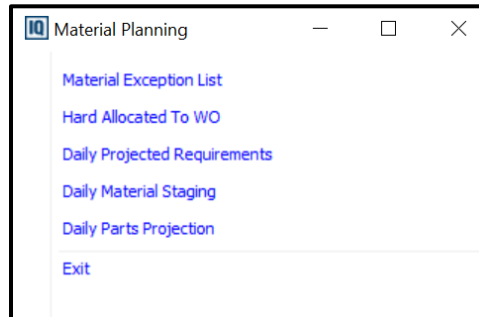 IQ Material Planning
Material Exception List
Hard Allocated To WO
Daily Projected Requirements
Daily Material Staging
Daily Parts Projection
Exit